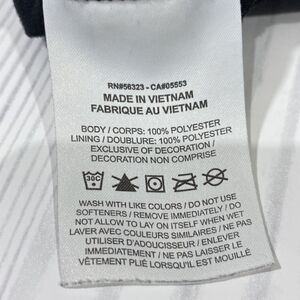 RN#56323 - CA#05553
MADE IN VIETNAM
FABRIQUE AU VIETNAM
BODY / CORPS: 100% POLYESTER
LINING / DOUBLURE: 100% POLYESTER
EXCLUSIVE OF DECORATION /
DECORATION NON COMPRISE
30C
WASH WITH LIKE COLORS / DO NOT USE
SOFTENERS / REMOVE IMMEDIATELY / DO
NOT ALLOW TO LAY ON ITSELF WHEN WET
LAVER AVEC COULEURS SIMILAIRES / NE PAS
UTILISER D'ADOUCISSEUR / ENLEVER
IMMÉDIATEMENT / NE PAS LAISSER LE
VÊTEMENT PLIÉ LORSQU'IL EST MOUILLÉ